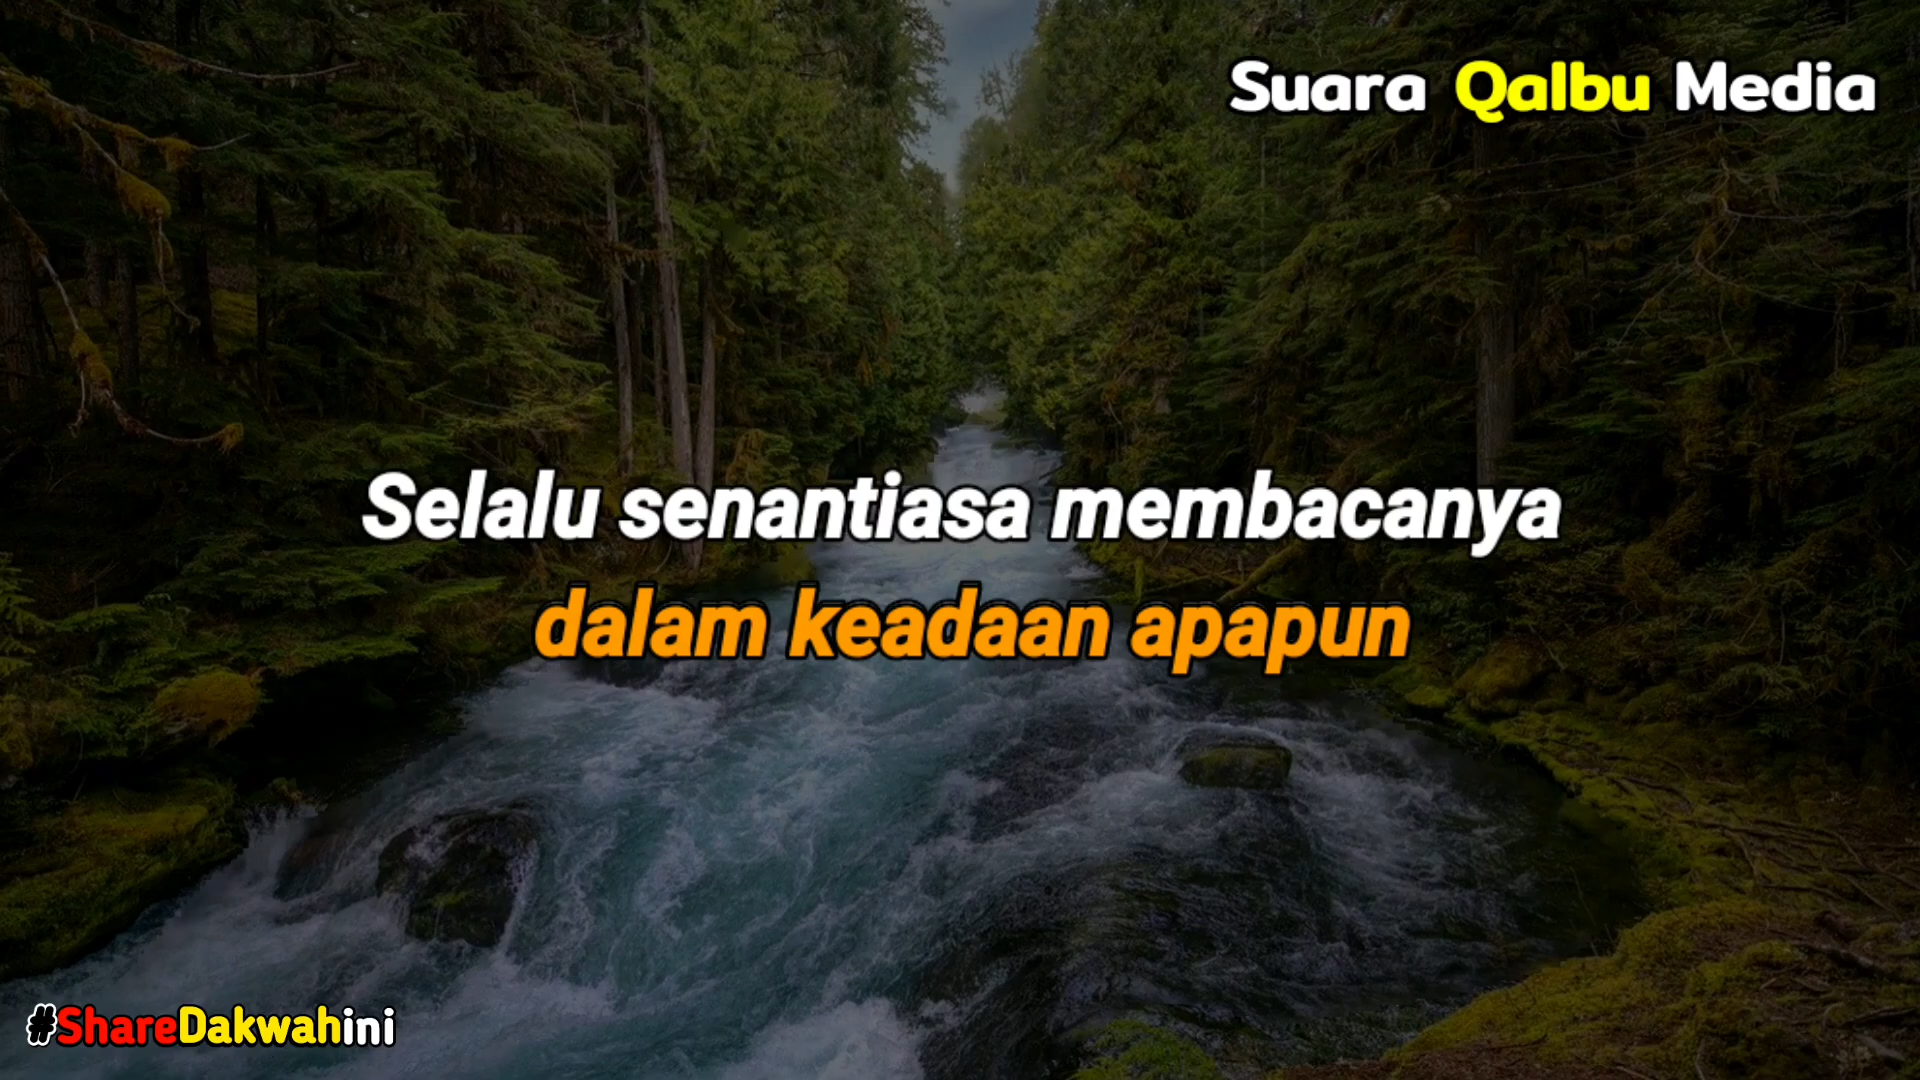 Suara Qalbu Media
Selalu senantiasa membacanya
dalam keadaan apapun
#ShareDakwahini